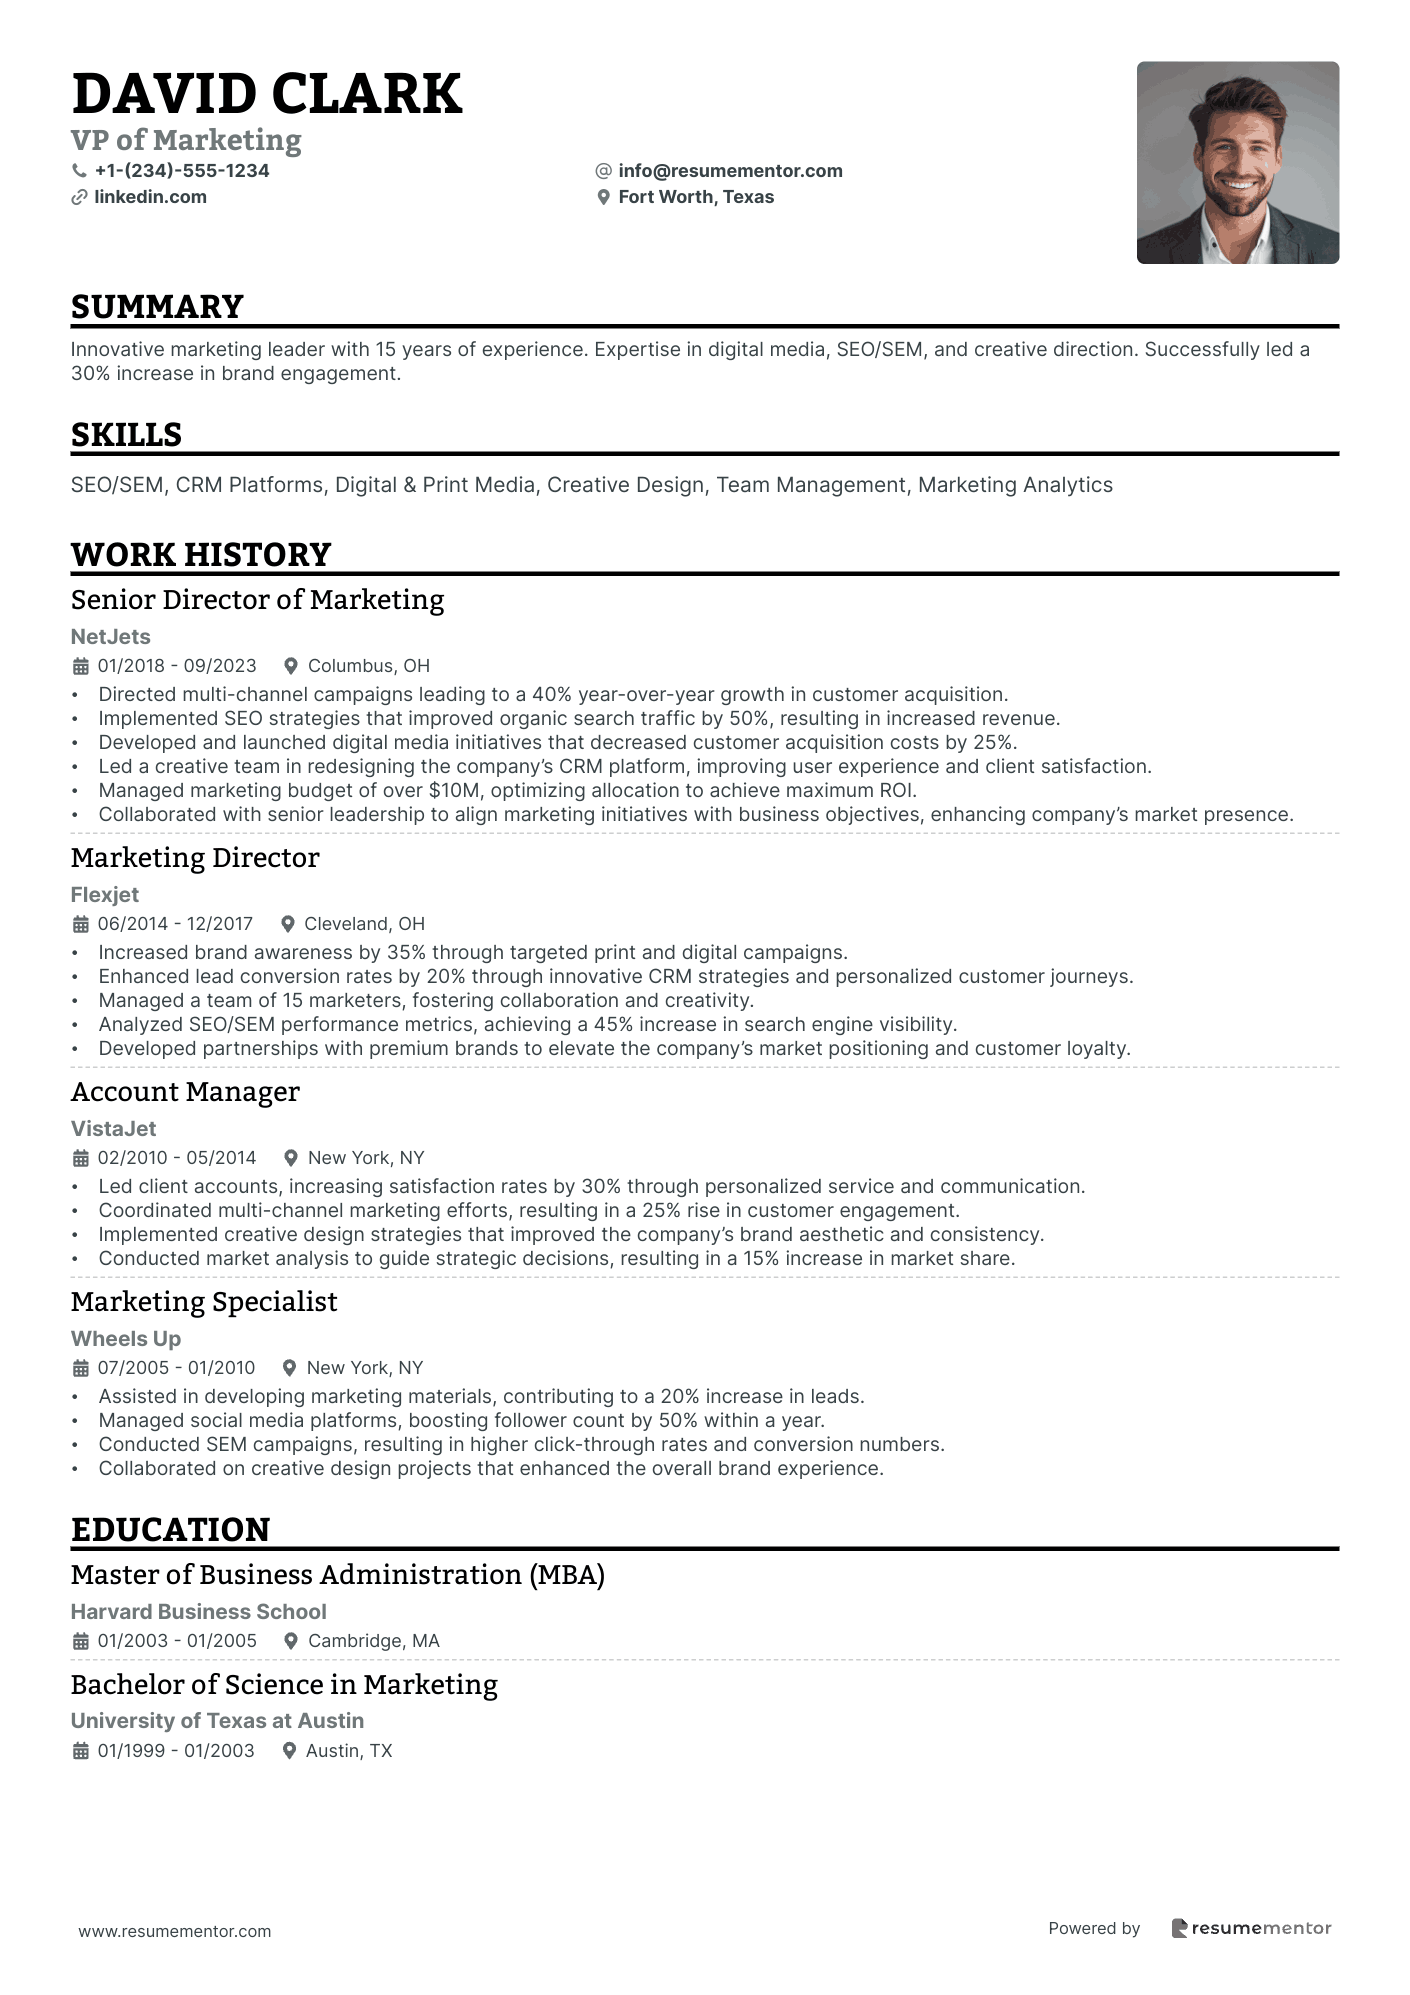 DAVID CLARK
VP of Marketing
+1-(234)-555-1234
info@resumementor.com
linkedin.com
Fort Worth, Texas
SUMMARY
Innovative marketing leader with 15 years of experience. Expertise in digital media, SEO/SEM, and creative direction. Successfully led a
30% increase in brand engagement.
SKILLS
SEO/SEM, CRM Platforms, Digital & Print Media, Creative Design, Team Management, Marketing Analytics
WORK HISTORY
Senior Director of Marketing
NetJets
01/2018 - 09/2023 Columbus, OH
• Directed multi-channel campaigns leading to a 40% year-over-year growth in customer acquisition.
• Implemented SEO strategies that improved organic search traffic by 50%, resulting in increased revenue.
• Developed and launched digital media initiatives that decreased customer acquisition costs by 25%.
• Led a creative team in redesigning the company’s CRM platform, improving user experience and client satisfaction.
• Managed marketing budget of over $10M, optimizing allocation to achieve maximum ROI.
• Collaborated with senior leadership to align marketing initiatives with business objectives, enhancing company’s market presence.
Marketing Director
Flexjet
06/2014 - 12/2017 Cleveland, OH
• Increased brand awareness by 35% through targeted print and digital campaigns.
• Enhanced lead conversion rates by 20% through innovative CRM strategies and personalized customer journeys.
• Managed a team of 15 marketers, fostering collaboration and creativity.
• Analyzed SEO/SEM performance metrics, achieving a 45% increase in search engine visibility.
• Developed partnerships with premium brands to elevate the company’s market positioning and customer loyalty.
Account Manager
VistaJet
02/2010 - 05/2014 New York, NY
• Led client accounts, increasing satisfaction rates by 30% through personalized service and communication.
• Coordinated multi-channel marketing efforts, resulting in a 25% rise in customer engagement.
• Implemented creative design strategies that improved the company’s brand aesthetic and consistency.
• Conducted market analysis to guide strategic decisions, resulting in a 15% increase in market share.
Marketing Specialist
Wheels Up
07/2005 - 01/2010 New York, NY
• Assisted in developing marketing materials, contributing to a 20% increase in leads.
• Managed social media platforms, boosting follower count by 50% within a year.
• Conducted SEM campaigns, resulting in higher click-through rates and conversion numbers.
• Collaborated on creative design projects that enhanced the overall brand experience.
EDUCATION
Master of Business Administration (MBA)
Harvard Business School
01/2003 - 01/2005 Cambridge, MA
Bachelor of Science in Marketing
University of Texas at Austin
01/1999 - 01/2003 Austin, TX
www.resumementor.com
Powered by resumementor